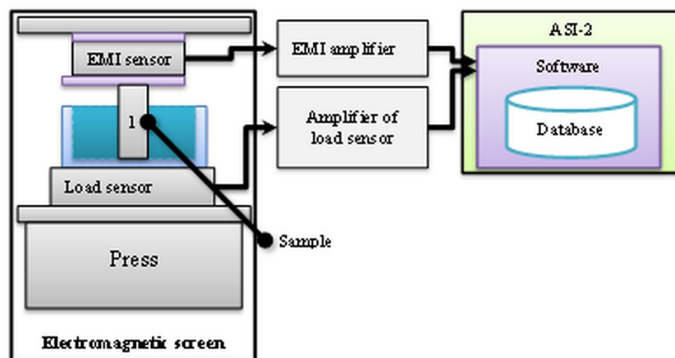 EMI sensor
EMI amplifier
ASI-2
Software
Database
1
Amplifier of
load sensor
Load sensor
Sample
Press
Electromagnetic screen